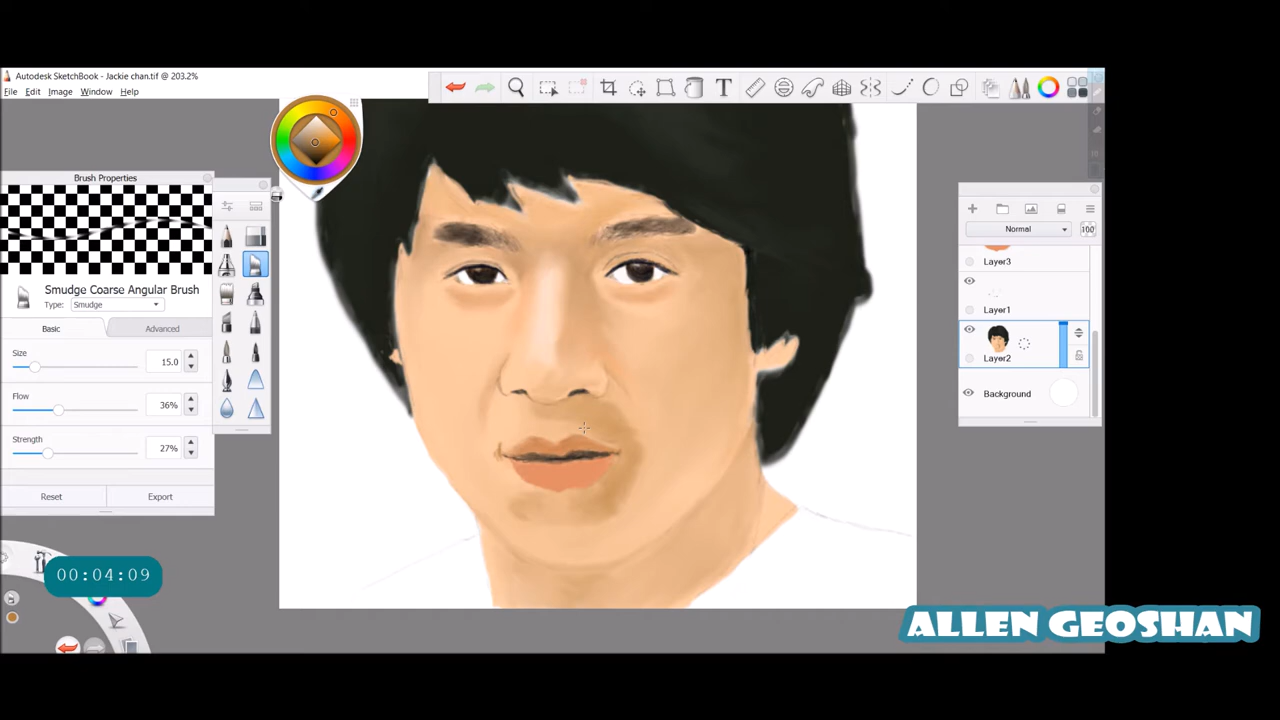 Autodesk SketchBook - Jackie chan.tif @ 203.2%
File Edit Image Window Help
T
Brush Properties
Smudge Coarse Angular Brush
Type: Smudge
Basic Advanced
Size
15.0
Flow
36%
Strength
27%
Reset Export
Normal 100
Layer3
Layer1
Layer2
Background
00:04:09
ALLEN GEOSHAN